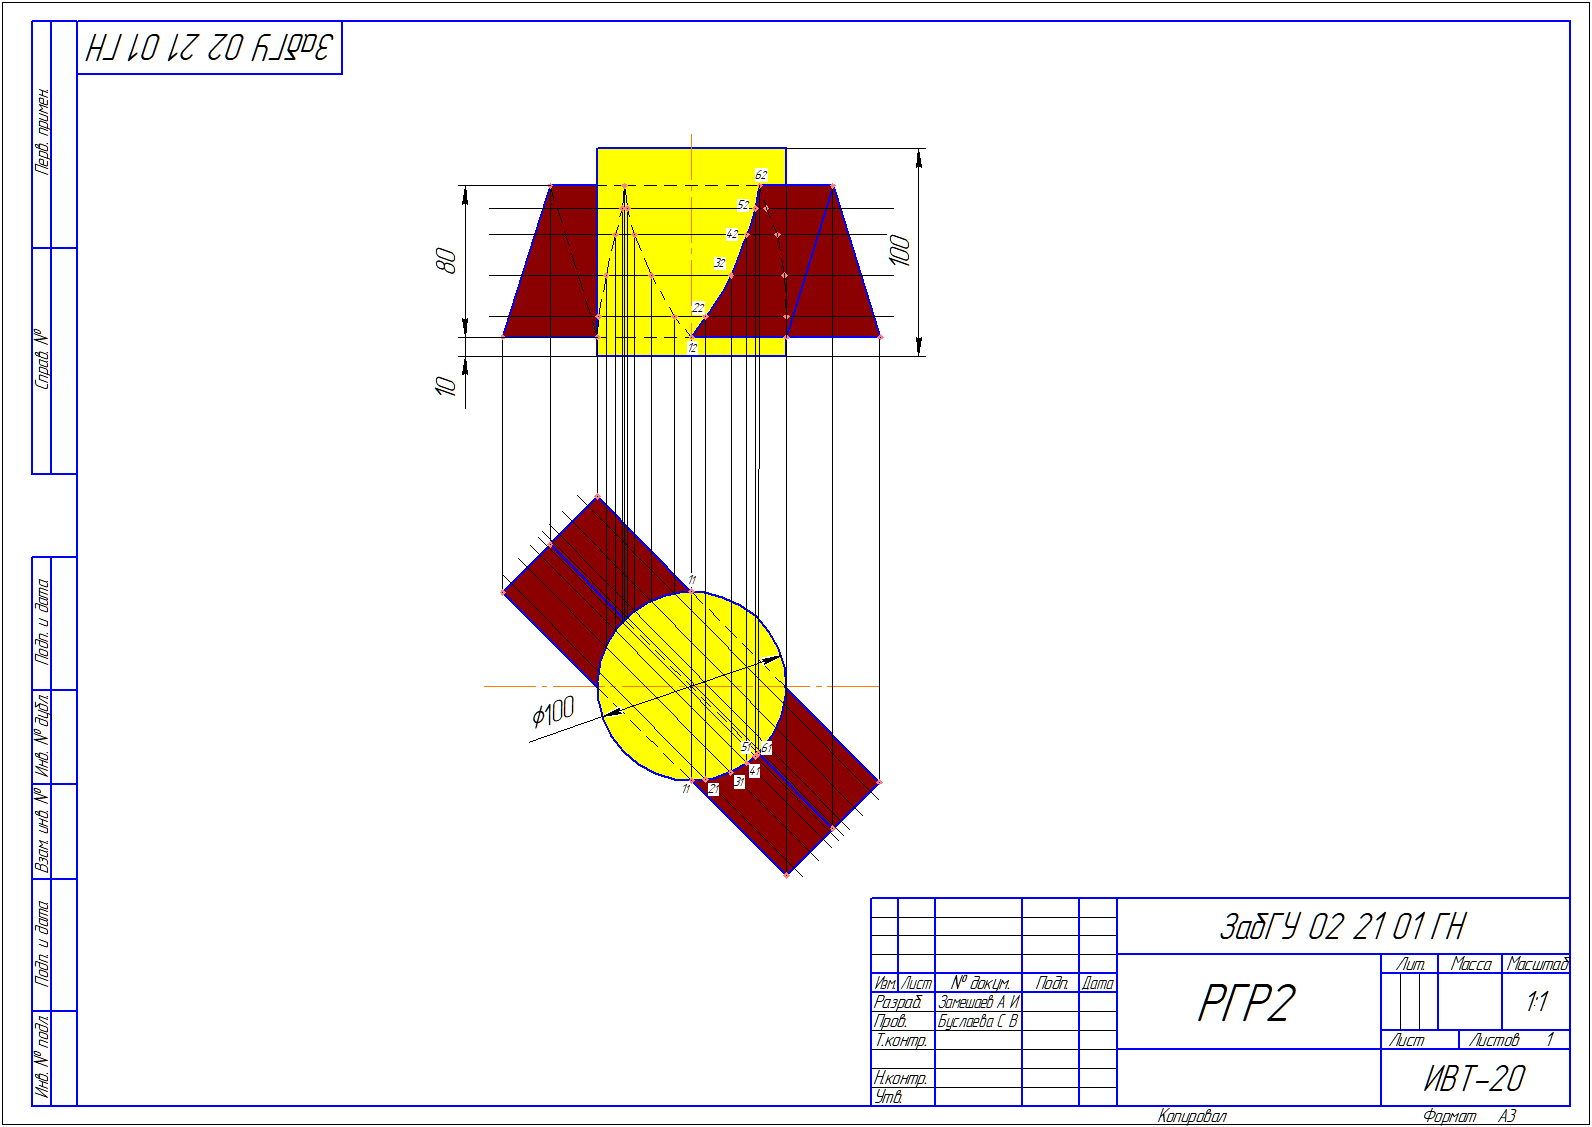 ЗабГУ 02 21 01 ГН
Перв. примен.
Справ. №
Подп. и дата
Инв. № дубл.
Взам. инв. №
Подп. и дата
Инв. № подл.
62
52
42
32
22
12
80
100
10
11
ϕ100
51
61
41
31
21
11
ЗабГУ 02 21 01 ГН
Лит. Масса Масштаб
Изм. Лист № докум. Подп. Дата
Разраб. Замешаев А И
РГР2
1:1
Пров. Буслаева С В
Т.контр.
Лист Листов 1
Н.контр.
ИВТ-20
Утв.
Копировал Формат А3